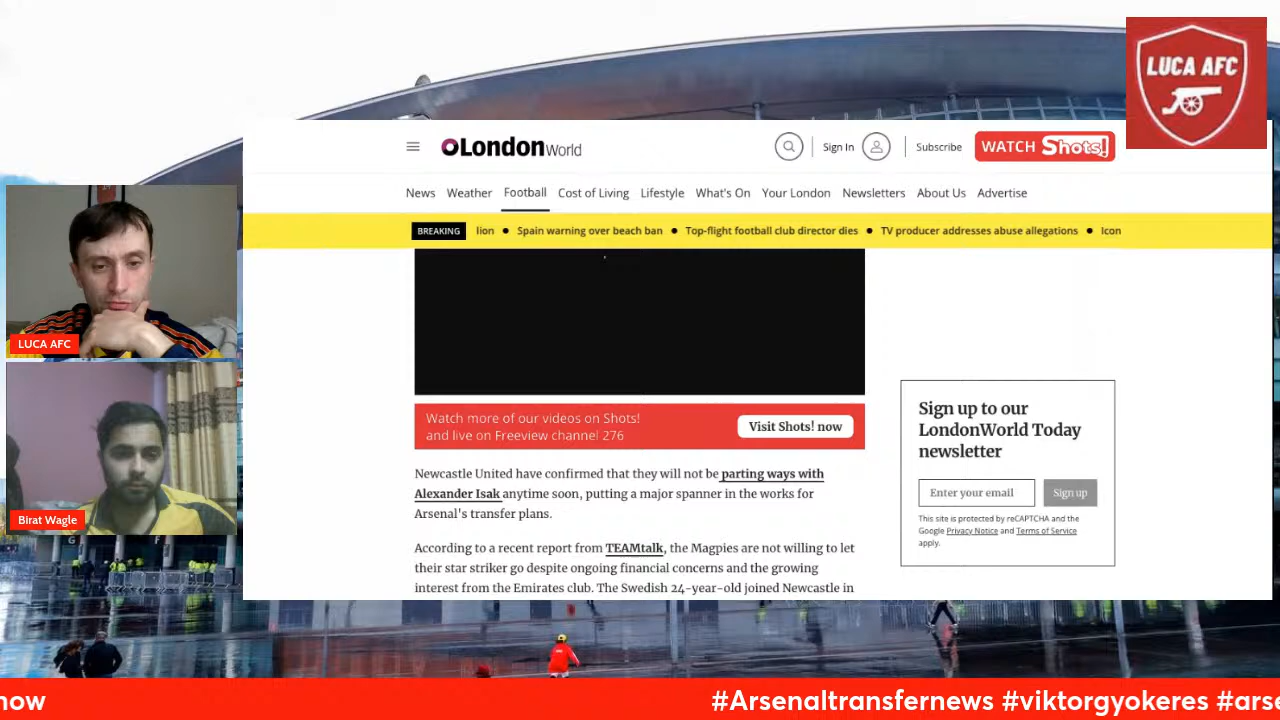 LUCA AFC
London World
Sign In
Subscribe
WATCH Shots!
News Weather Football Cost of Living Lifestyle What's On Your London Newsletters About Us Advertise
BREAKING lion • Spain warning over beach ban • Top-flight football club director dies • TV producer addresses abuse allegations • Icon
LUCA AFC
Birat Wagle
Watch more of our videos on Shots!
and live on Freeview channel 276
Visit Shots! now
Newcastle United have confirmed that they will not be parting ways with
Alexander Isak anytime soon, putting a major spanner in the works for
Arsenal's transfer plans.
According to a recent report from TEAMtalk, the Magpies are not willing to let
their star striker go despite ongoing financial concerns and the growing
interest from the Emirates club. The Swedish 24-year-old joined Newcastle in
Sign up to our
LondonWorld Today
newsletter
Enter your email
Sign up
This site is protected by reCAPTCHA and the
Google Privacy Notice and Terms of Service
apply.
G F
now #Arsenaltransfernews #viktorgyokeres #arse